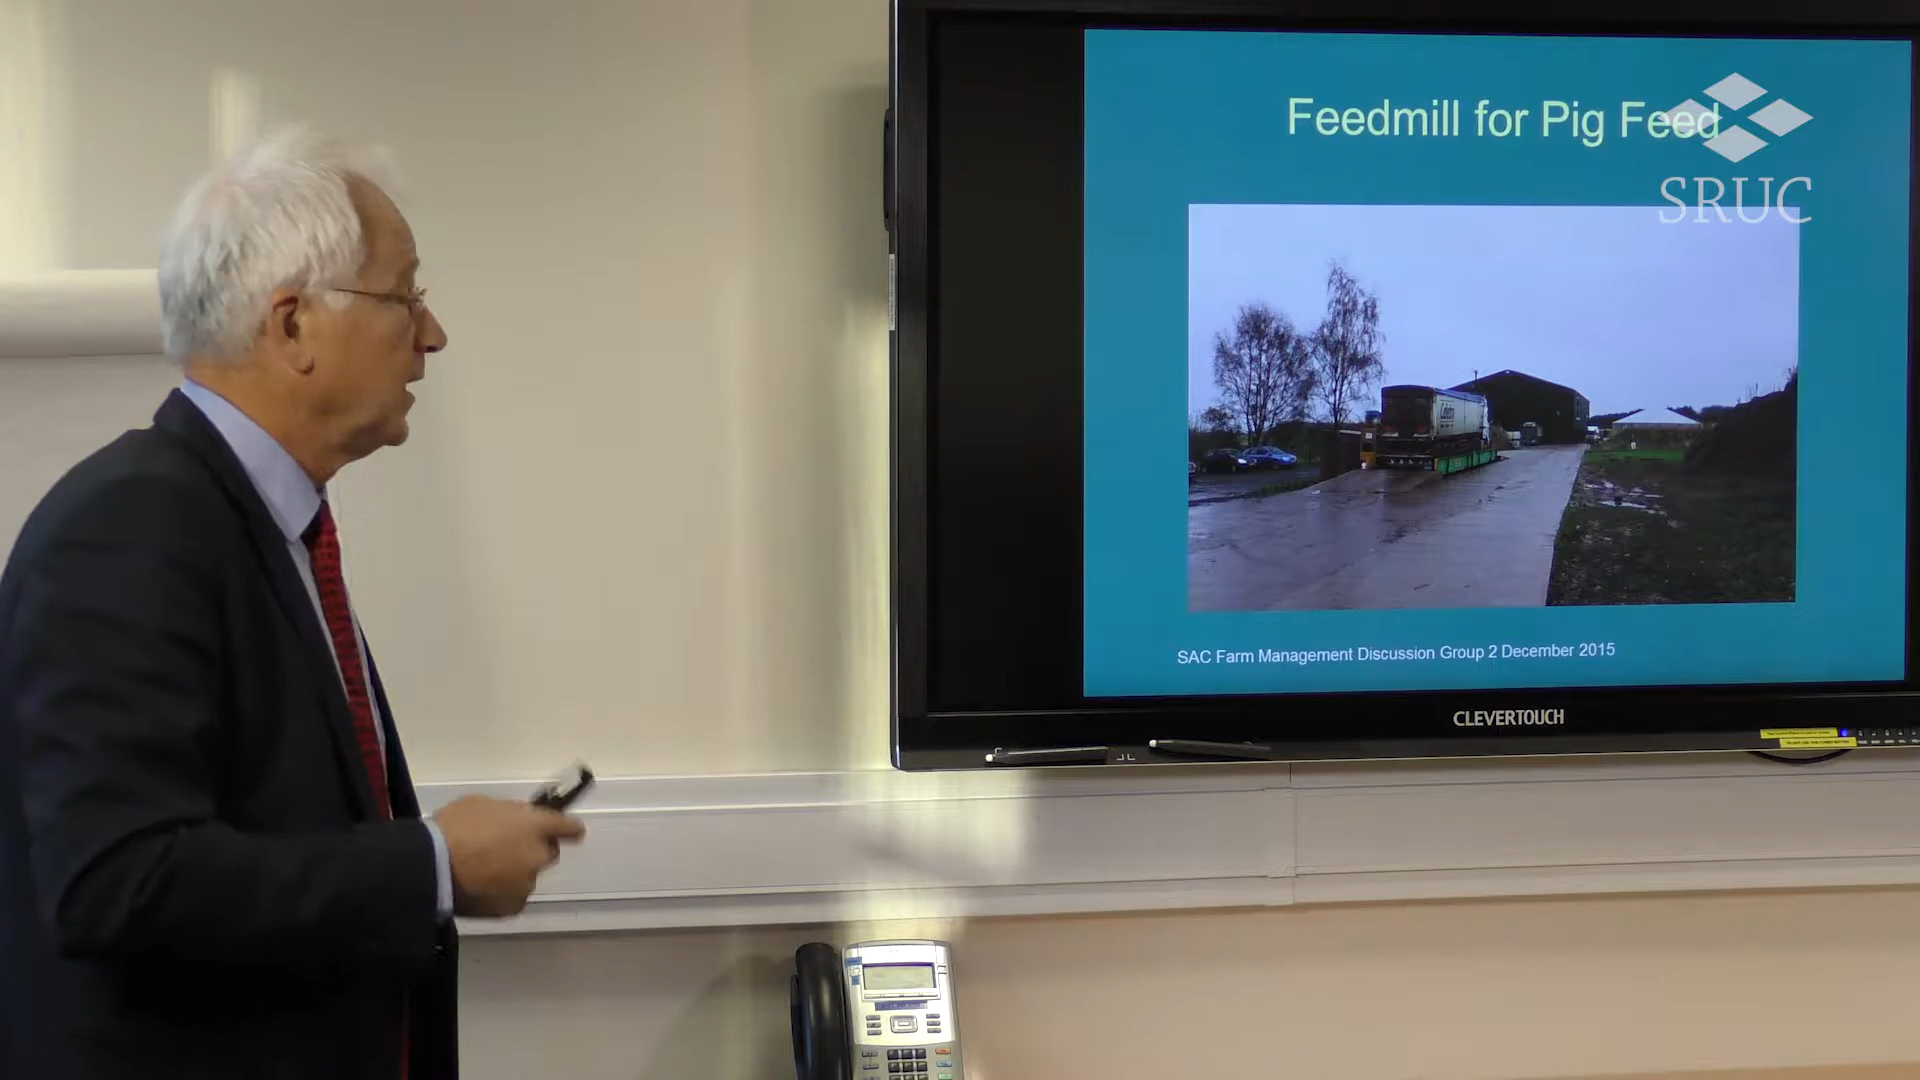 Feedmill for Pig Feed
SRUC
SAC Farm Management Discussion Group 2 December 2015
CLEVERTOUCH